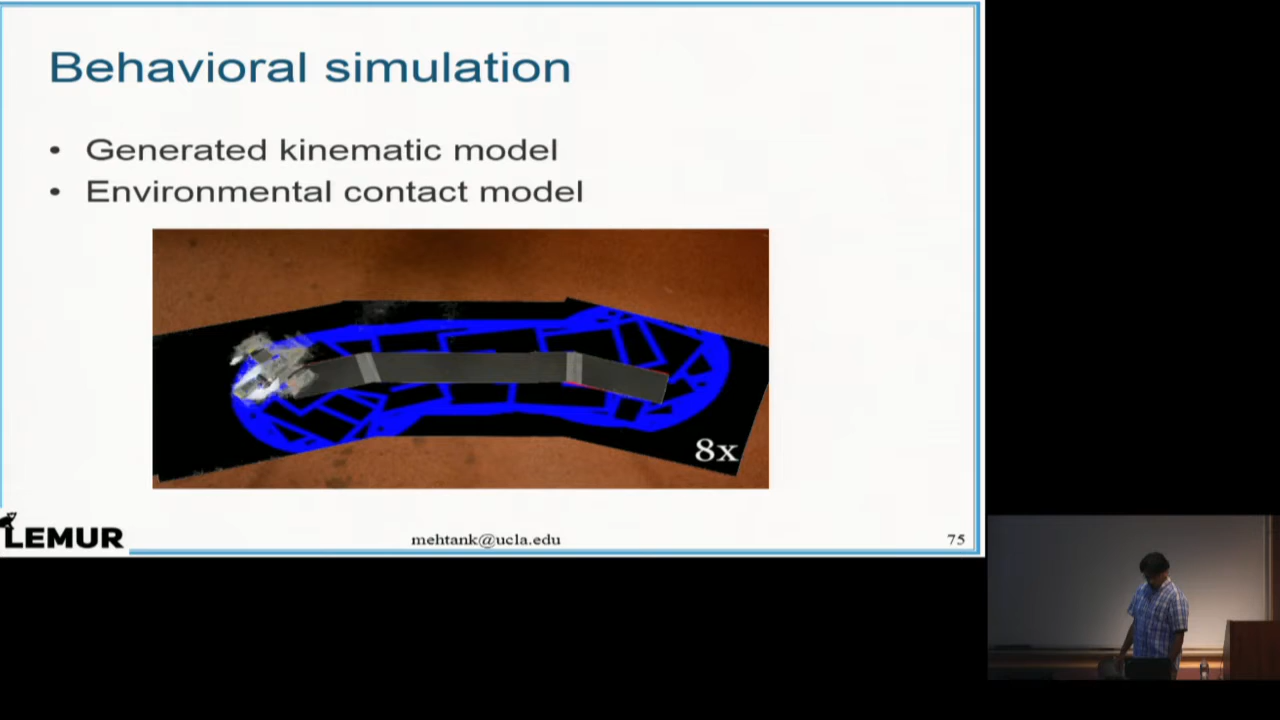 Behavioral simulation
• Generated kinematic model
• Environmental contact model
8x
LEMUR
mehtank@ucla.edu
75